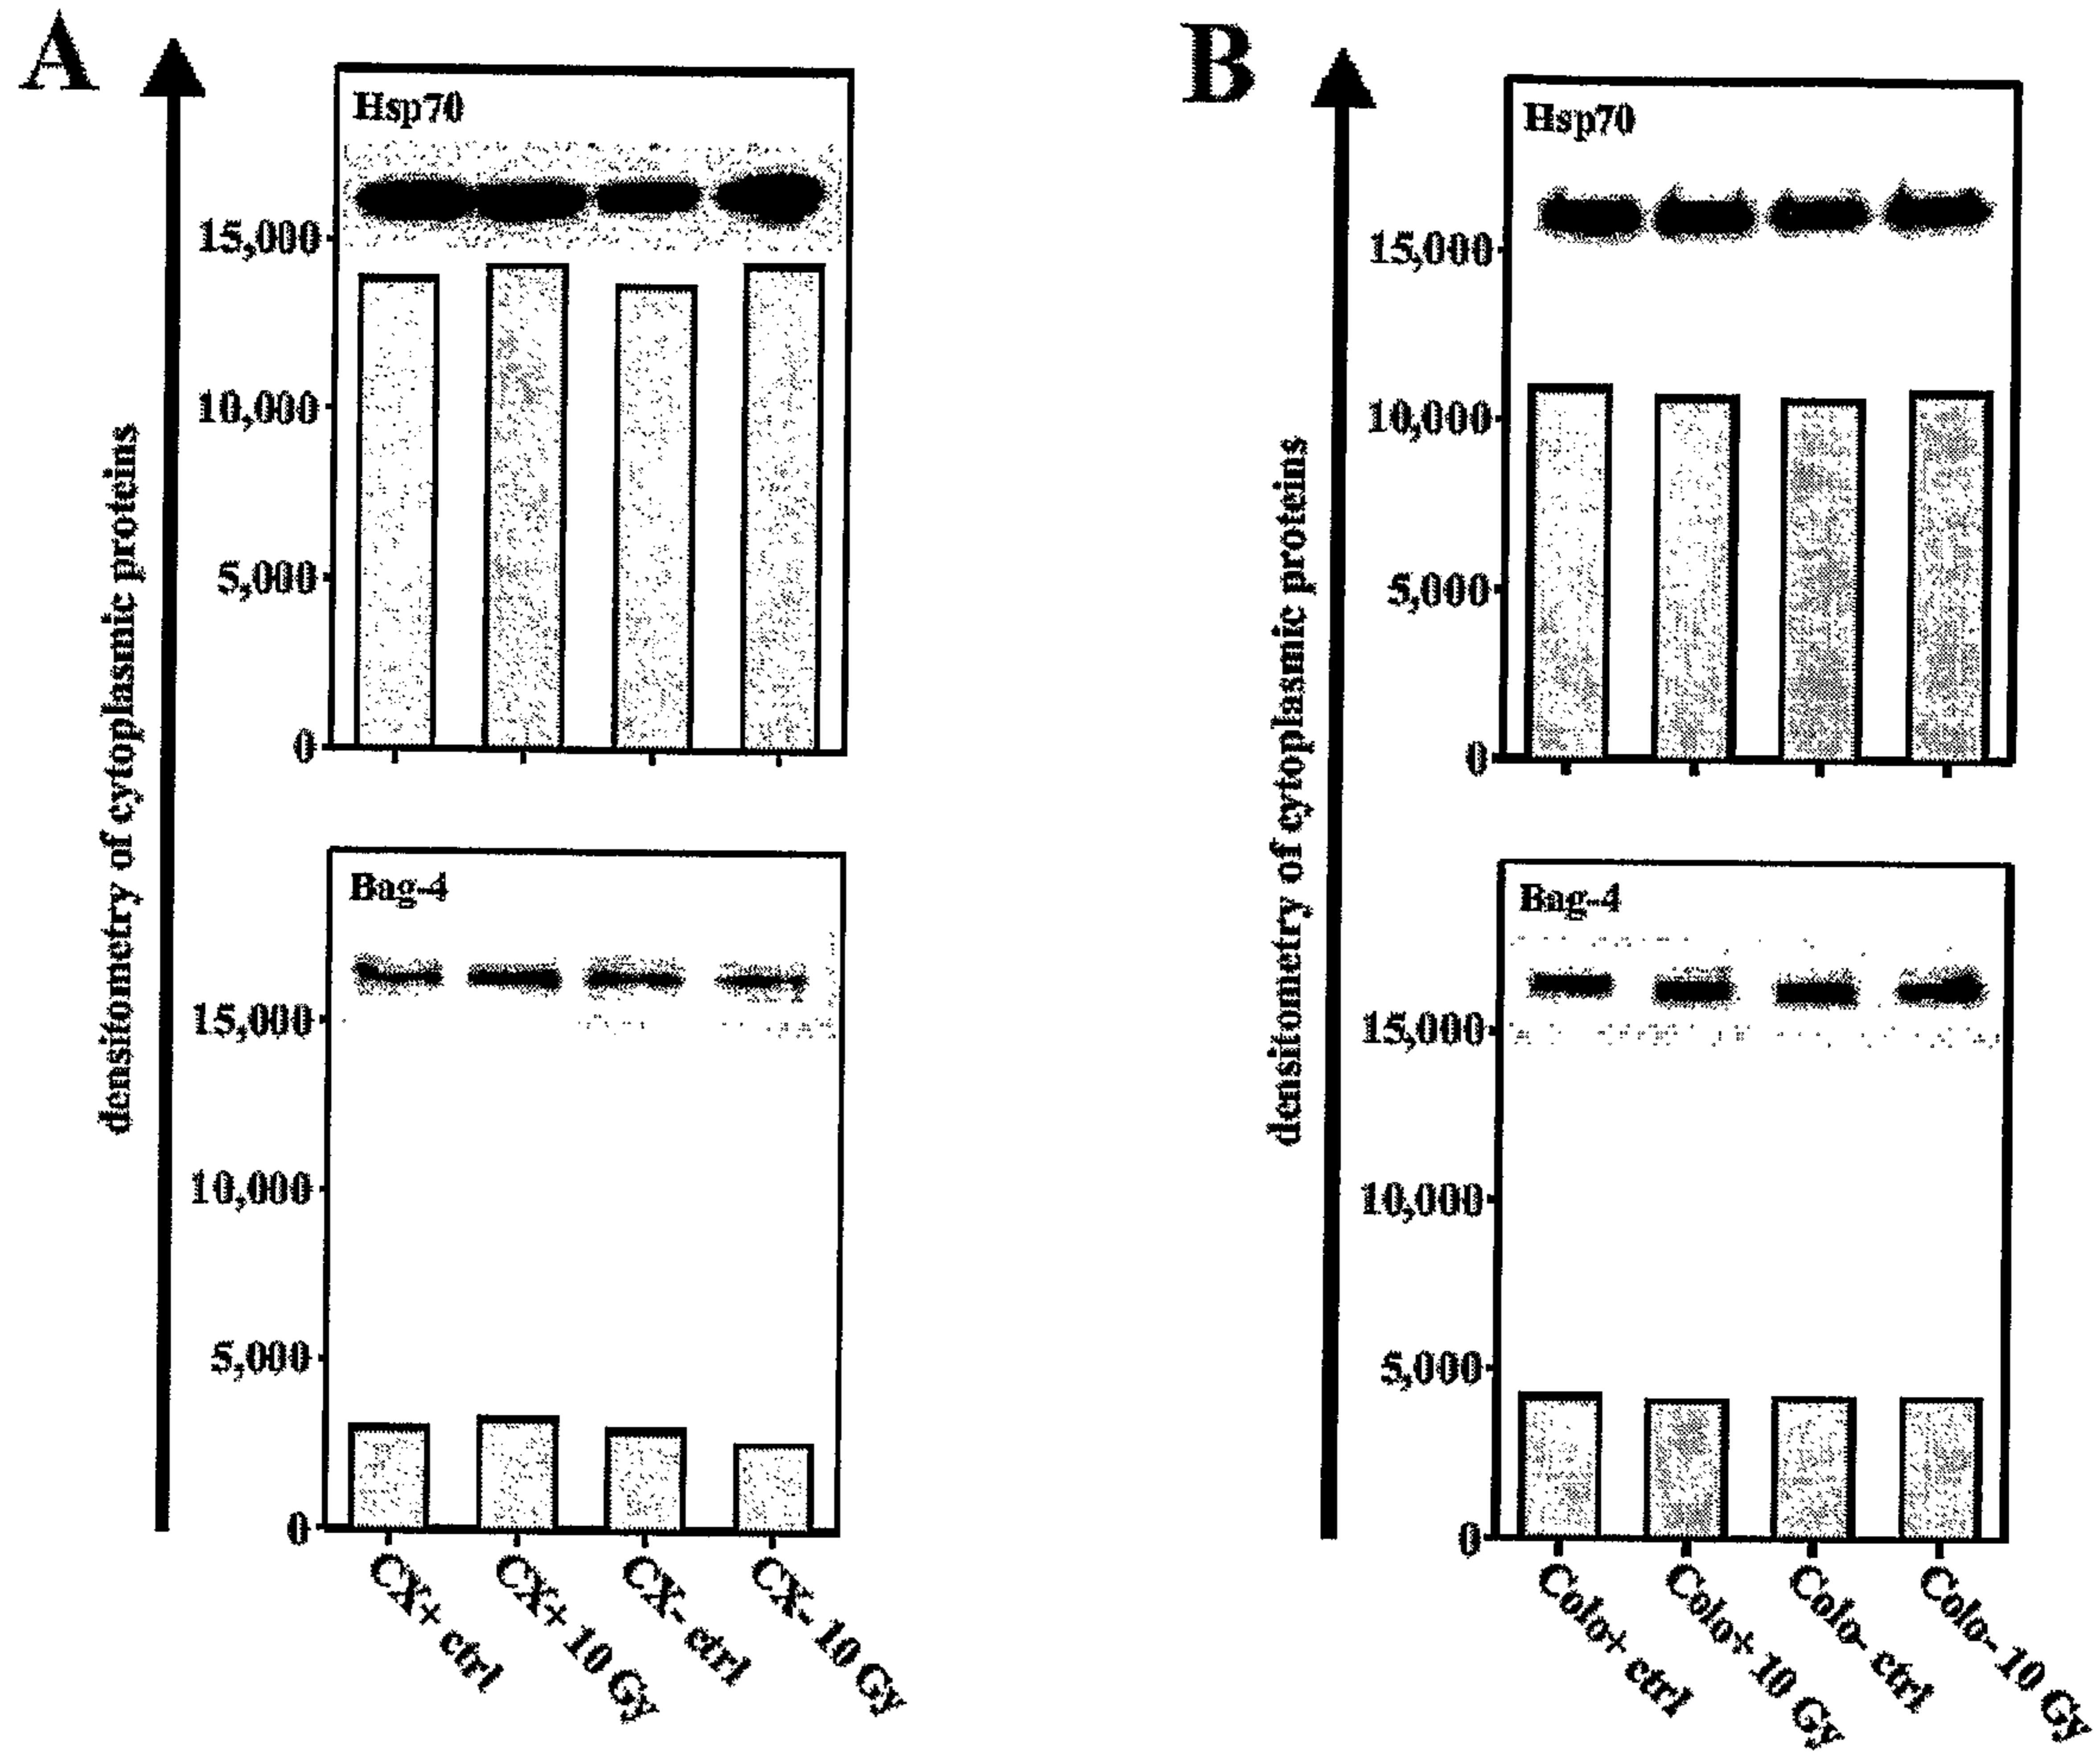 A
densitometry of cytoplasmic proteins
Hsp70
15,000
10,000
5,000
0
Bag-4
15,000
10,000
5,000
0
CX+ ctrl
CX+ 10 Gy
CX- ctrl
CX- 10 Gy
B
densitometry of cytoplasmic proteins
Hsp70
15,000
10,000
5,000
0
Bag-4
15,000
10,000
5,000
0
Colo+ ctrl
Colo+ 10 Gy
Colo- ctrl
Colo- 10 Gy